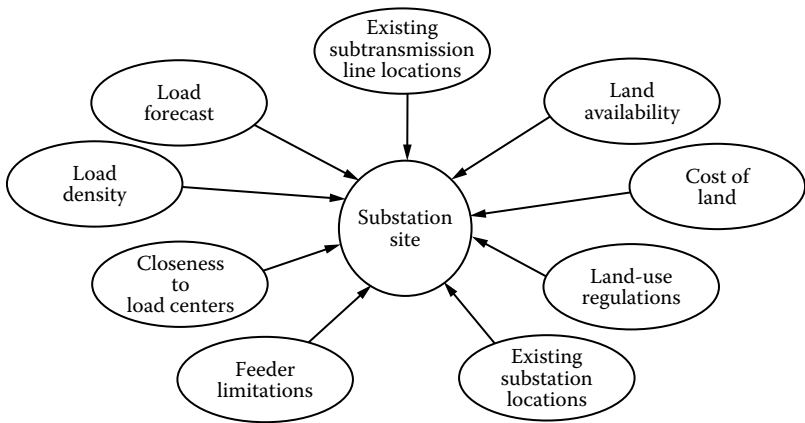 Existing
subtransmission
line locations
Load
forecast
Land
availability
Load
density
Cost of
land
Substation
site
Closeness
to
load centers
Land-use
regulations
Feeder
limitations
Existing
substation
locations